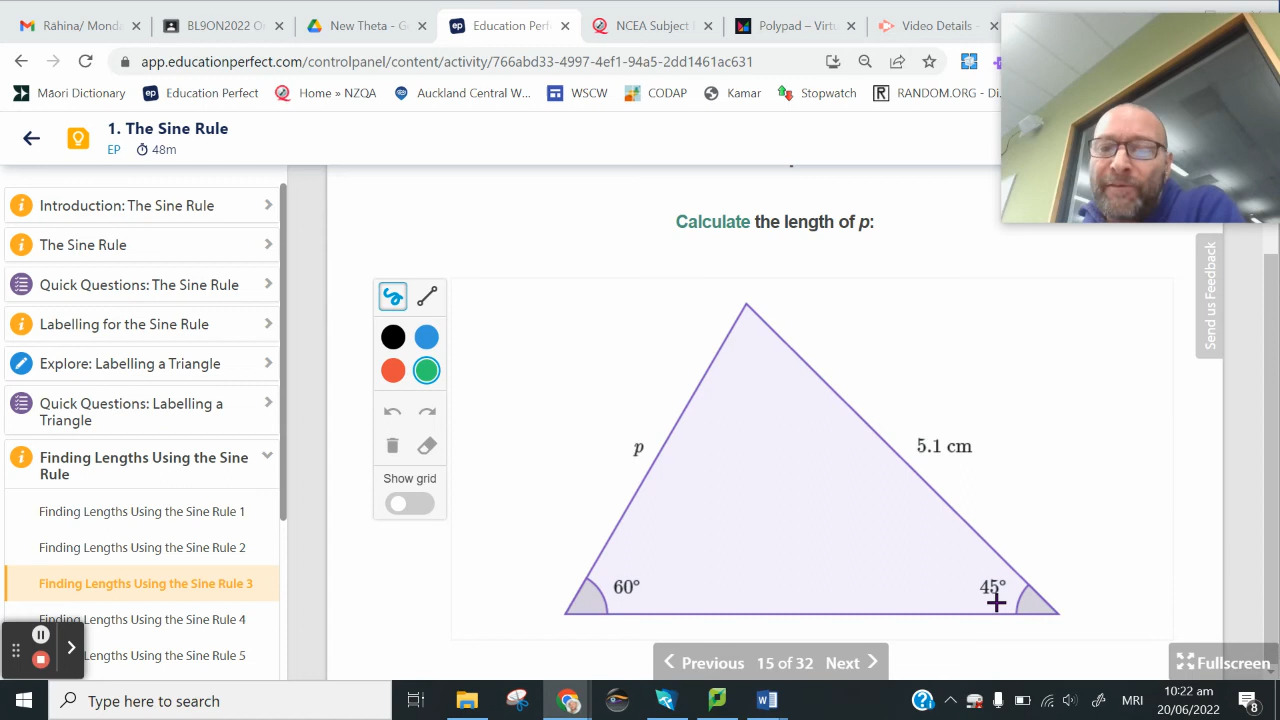 Rahina/ Monda
BL9ON2022 O
New Theta - G
Education Perfect
NCEA Subject
Polypad – Virtu
Video Details -
app.educationperfect.com/controlpanel/content/activity/766abd33-4997-4ef1-94a5-2dd1461ac631
Māori Dictionary
Education Perfect
Home » NZQA
Auckland Central W...
WSCW
CODAP
Kamar
Stopwatch
RANDOM.ORG - Di...
1. The Sine Rule
EP 48m
Introduction: The Sine Rule
The Sine Rule
Quick Questions: The Sine Rule
Labelling for the Sine Rule
Explore: Labelling a Triangle
Quick Questions: Labelling a
Triangle
Finding Lengths Using the Sine
Rule
Finding Lengths Using the Sine Rule 1
Finding Lengths Using the Sine Rule 2
Finding Lengths Using the Sine Rule 3
Finding Lengths Using the Sine Rule 4
engths Using the Sine Rule 5
Calculate the length of p:
Show grid
p
5.1 cm
60°
45°
Send us Feedback
Previous 15 of 32 Next
Fullscreen
Type here to search
MRI
10:22 am
20/06/2022
8